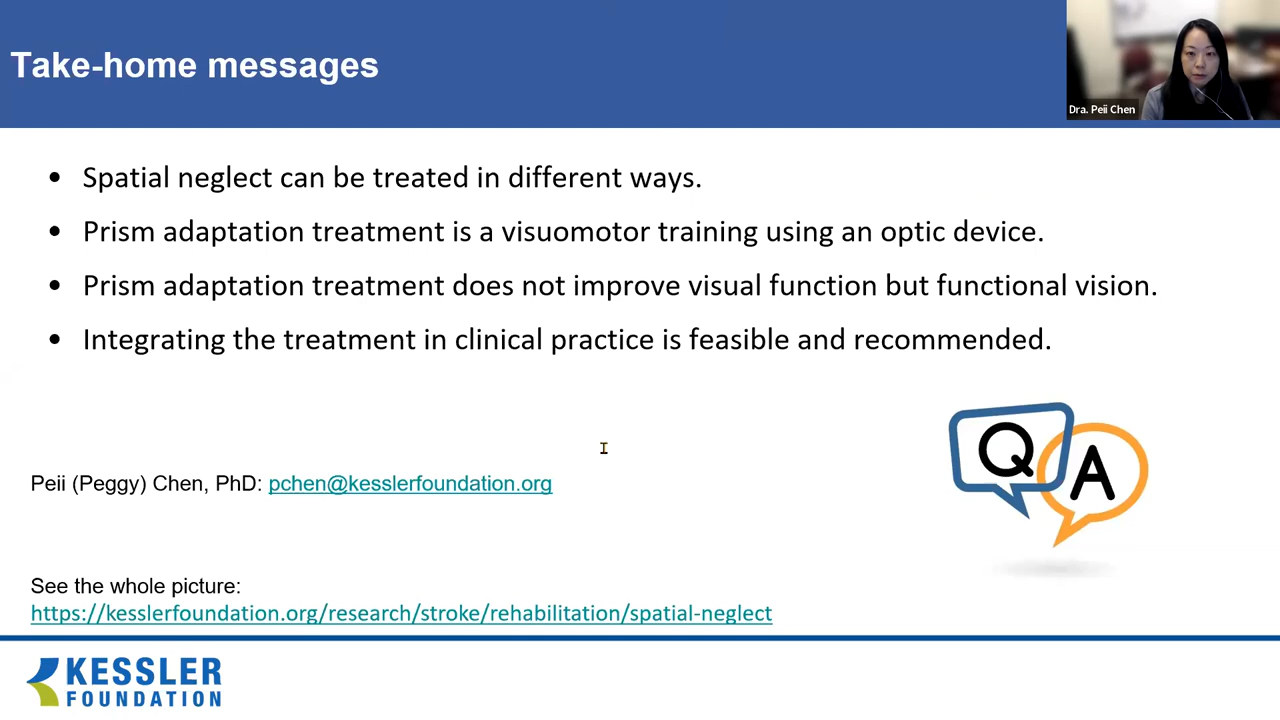 Take-home messages
Dra. Peii Chen
• Spatial neglect can be treated in different ways.
• Prism adaptation treatment is a visuomotor training using an optic device.
• Prism adaptation treatment does not improve visual function but functional vision.
• Integrating the treatment in clinical practice is feasible and recommended.
Q A
Peii (Peggy) Chen, PhD: pchen@kesslerfoundation.org
See the whole picture:
https://kesslerfoundation.org/research/stroke/rehabilitation/spatial-neglect
KESSLER
FOUNDATION